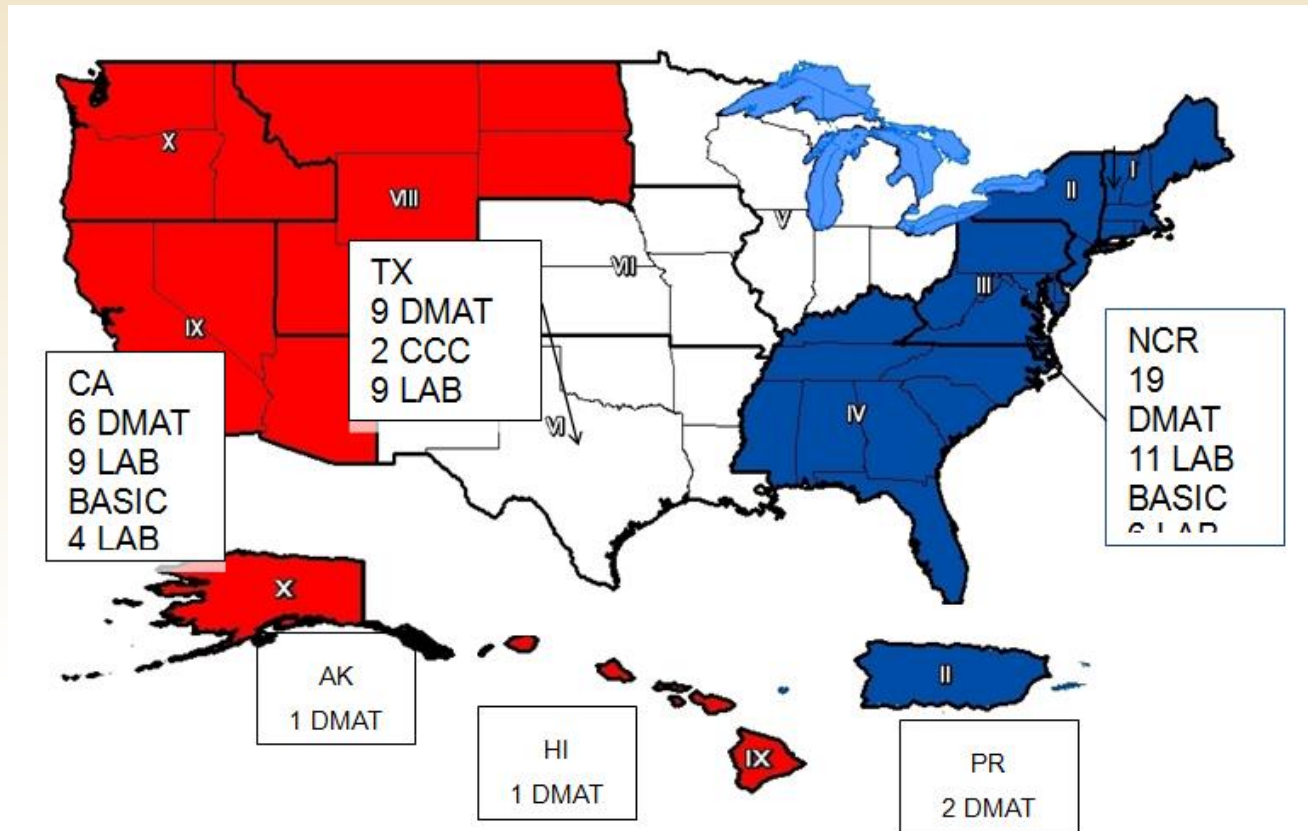 X
VIII
IX
VII
V
VI
IV
III
II
I
TX
9 DMAT
2 CCC
9 LAB
CA
6 DMAT
9 LAB
BASIC
4 LAB
NCR
19
DMAT
11 LAB
BASIC
X
AK
1 DMAT
HI
1 DMAT
IX
II
PR
2 DMAT